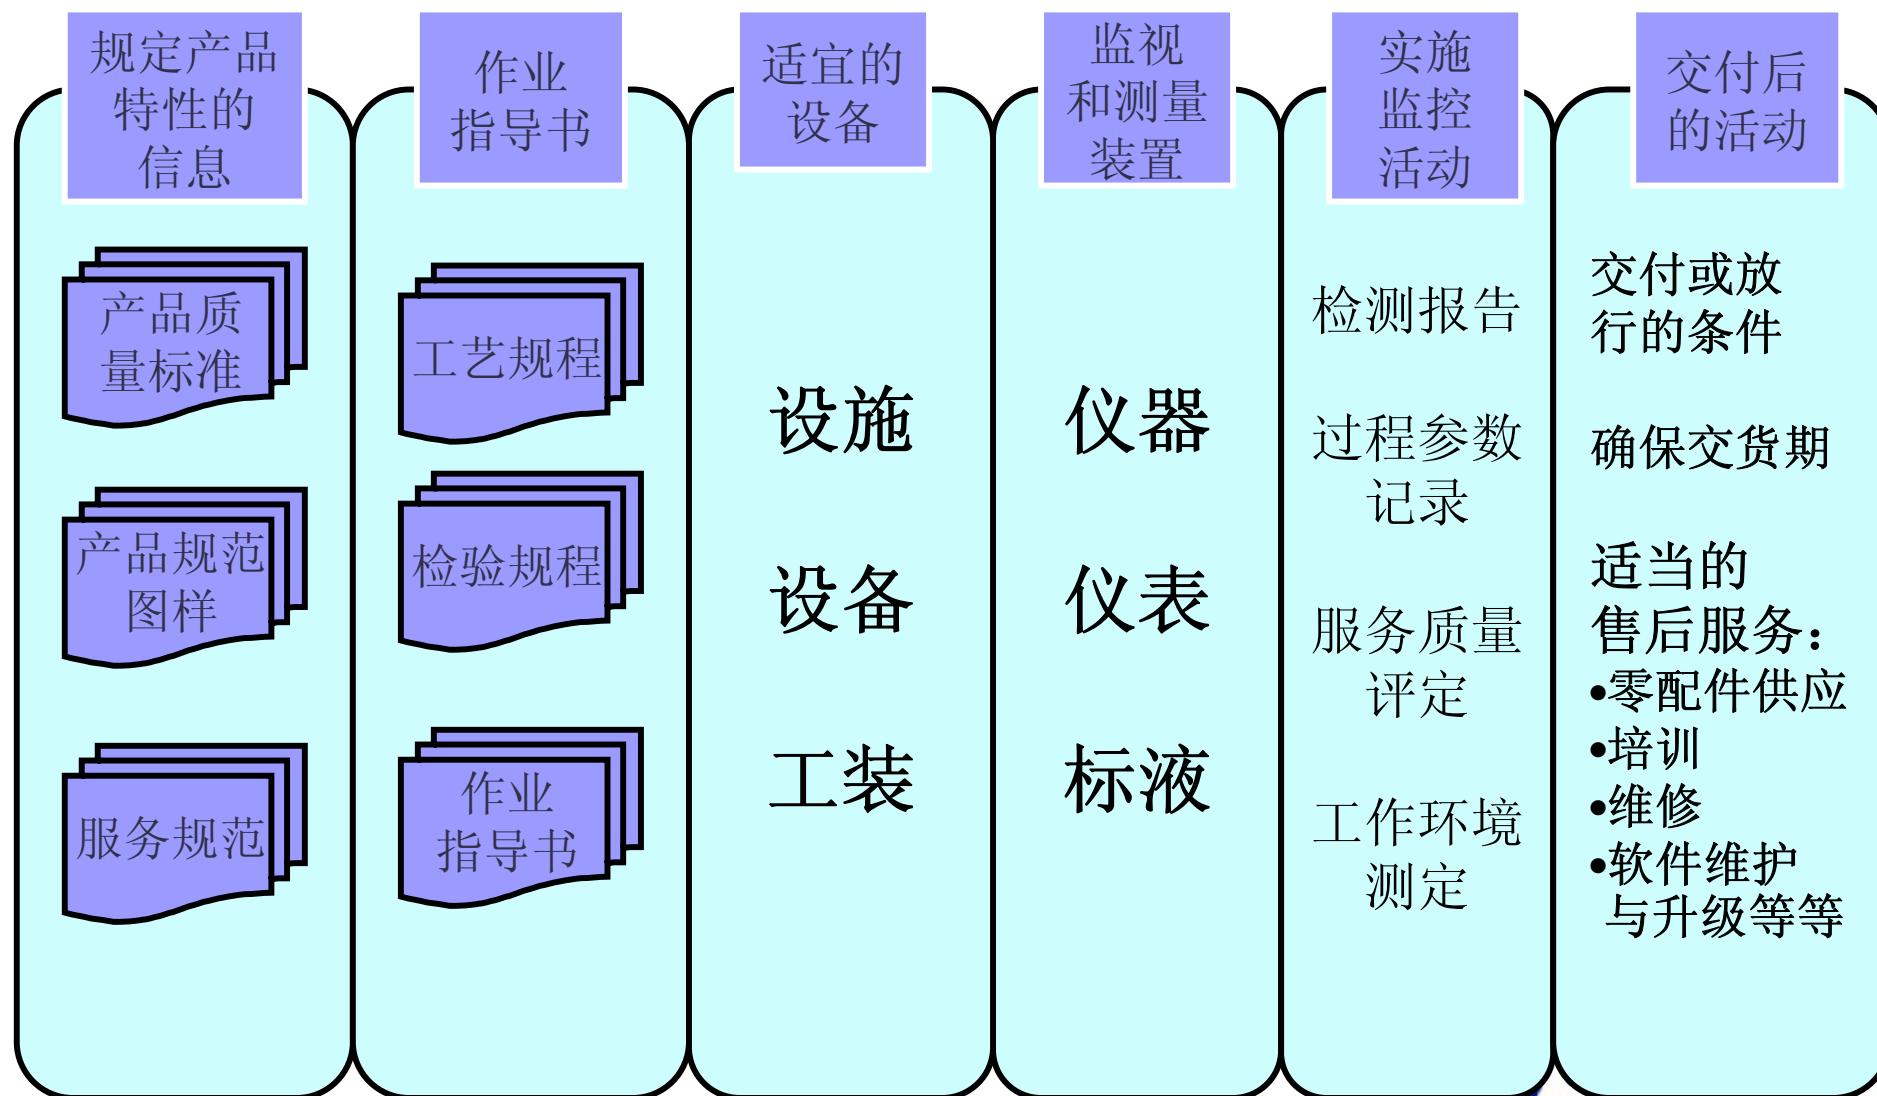 规定产品
特性的
信息
产品质
量标准
产品规范
图样
服务规范
作业
指导书
工艺规程
检验规程
作业
指导书
适宜的
设备
设施
设备
工装
监视
和测量
装置
仪器
仪表
标液
实施
监控
活动
检测报告
过程参数
记录
服务质量
评定
工作环境
测定
交付后
的活动
交付或放
行的条件
确保交货期
适当的
售后服务：
•零配件供应
•培训
•维修
•软件维护
与升级等等